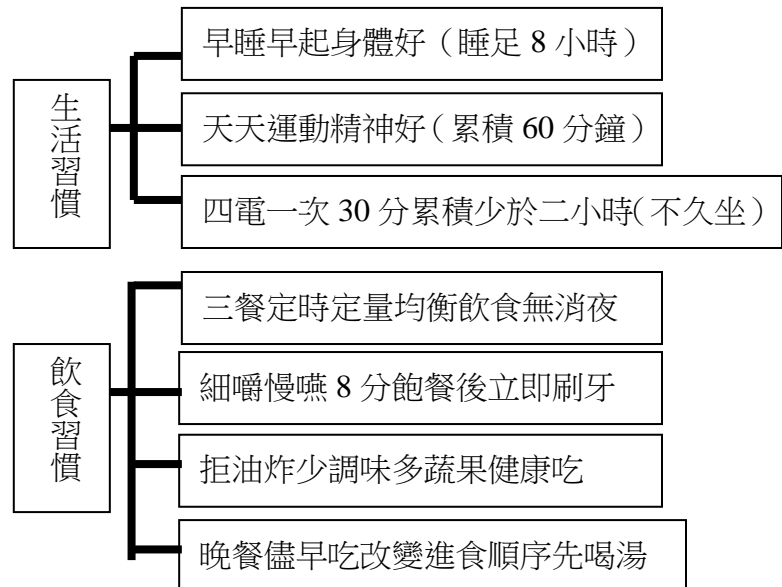 生活習慣
早睡早起身體好（睡足 8 小時）
天天運動精神好（累積 60 分鐘）
四電一次 30 分累積少於二小時（不久坐）
飲食習慣
三餐定時定量均衡飲食無消夜
細嚼慢嚥 8 分飽餐後立即刷牙
拒油炸少調味多蔬果健康吃
晚餐儘早吃改變進食順序先喝湯